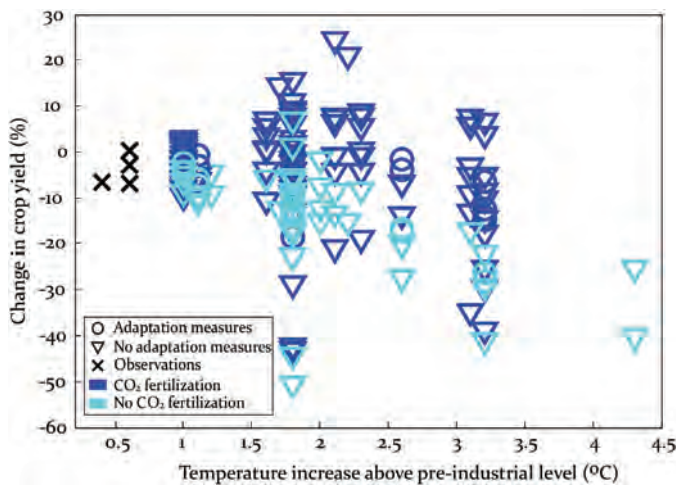 30
20
10
0
-10
-20
-30
-40
-50
-60
Change in crop yield (%)
Adaptation measures
No adaptation measures
Observations
CO₂ fertilization
No CO₂ fertilization
0.5 1 1.5 2 2.5 3 3.5 4 4.5
Temperature increase above pre-industrial level (ºC)